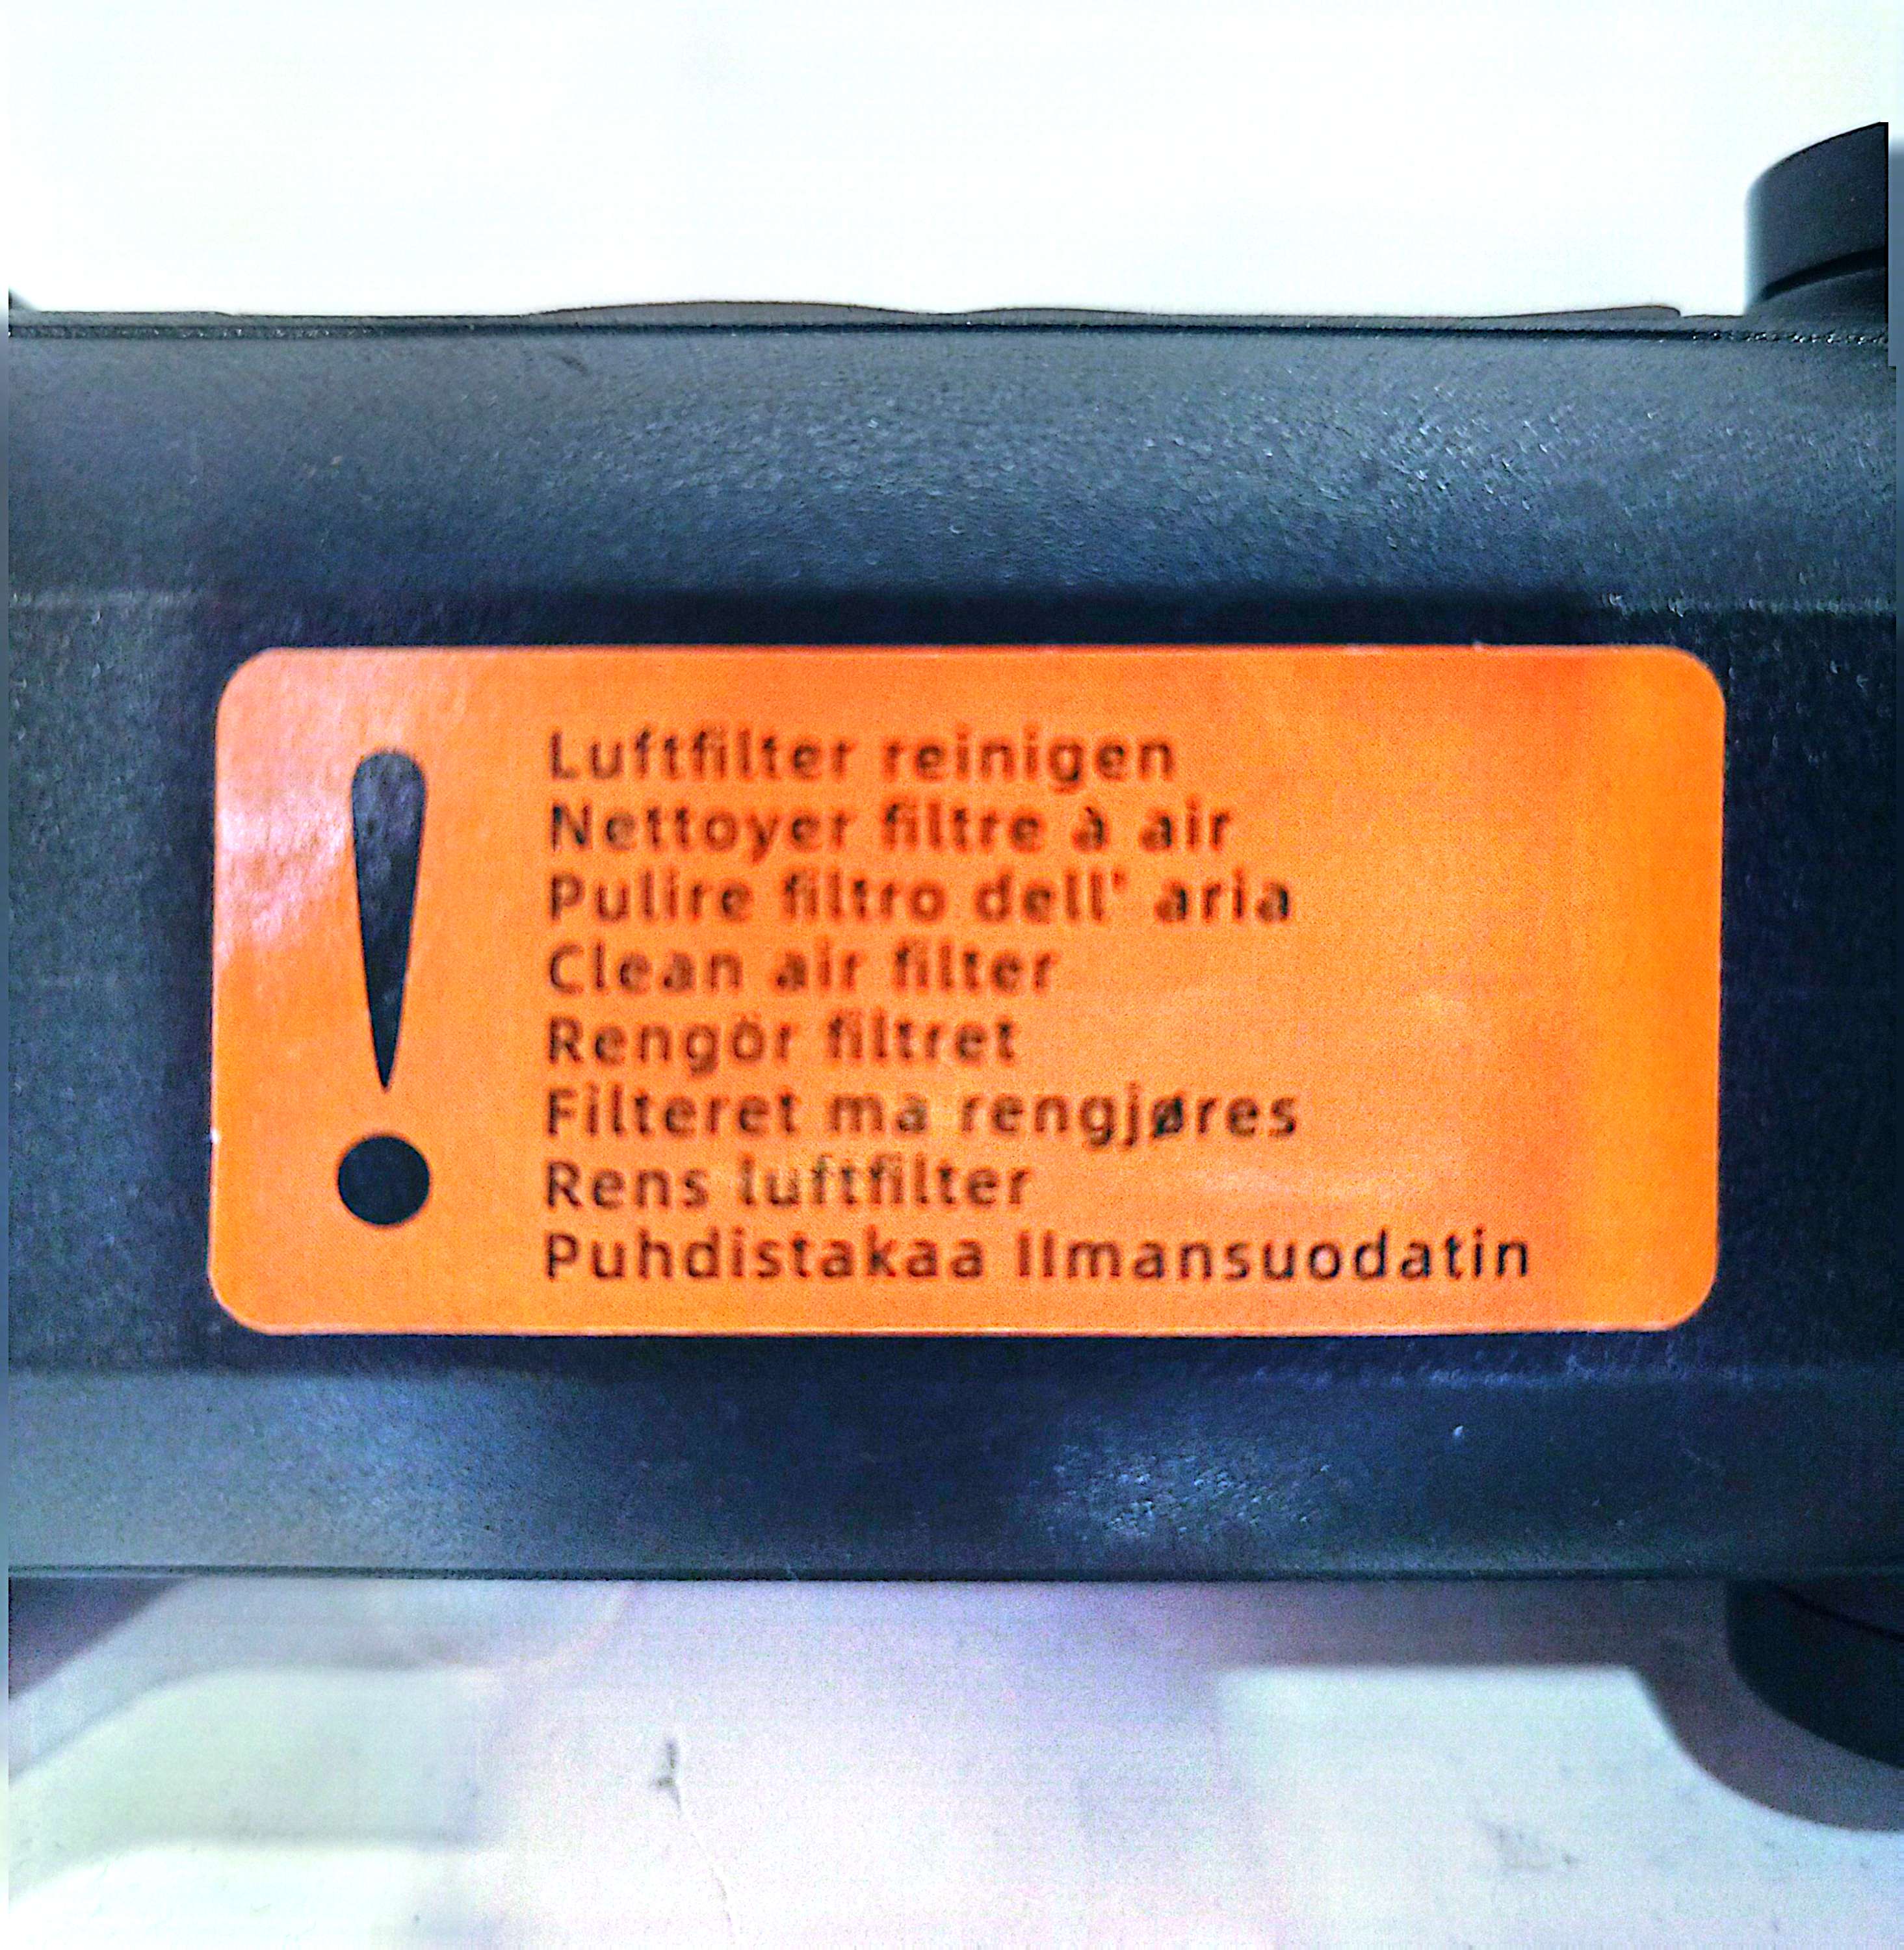 Luftfilter reinigen
Nettoyer filtre à air
Pulire filtro dell' aria
Clean air filter
Rengör filtret
Filteret ma rengjøres
Rens luftfilter
Puhdistakaa Ilmansuodatin